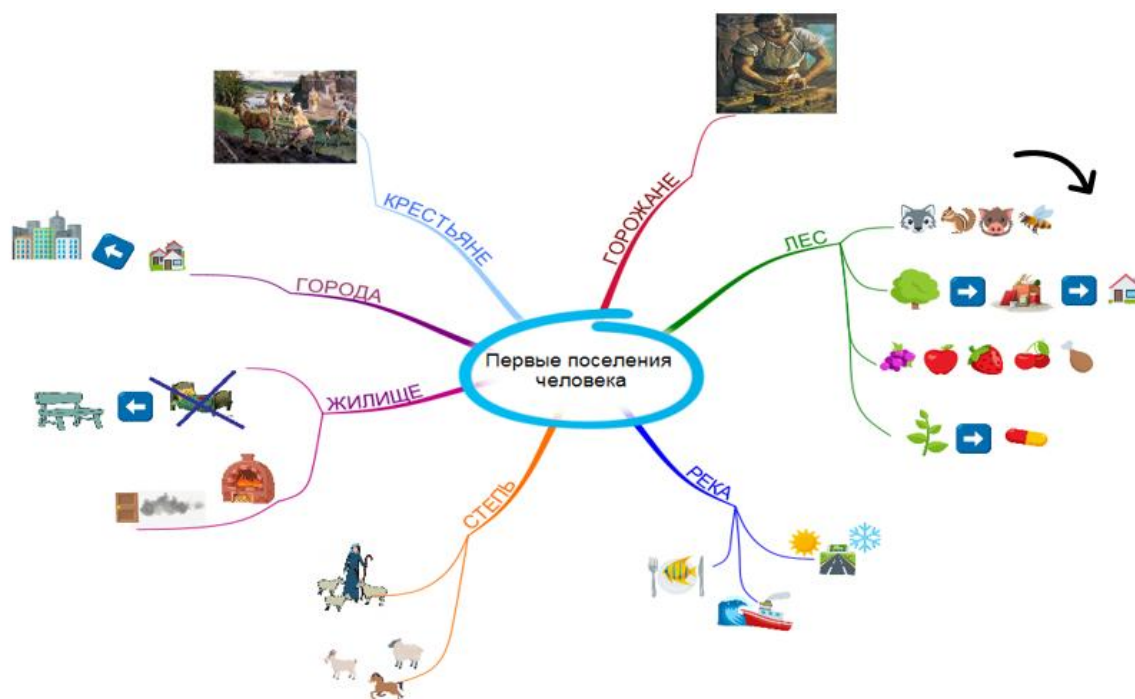 Первые поселения
человека
ГОРОЖАНЕ
ЛЕС
РЕКА
СТЕПЬ
ЖИЛИЩЕ
ГОРОДА
КРЕСТЬЯНЕ